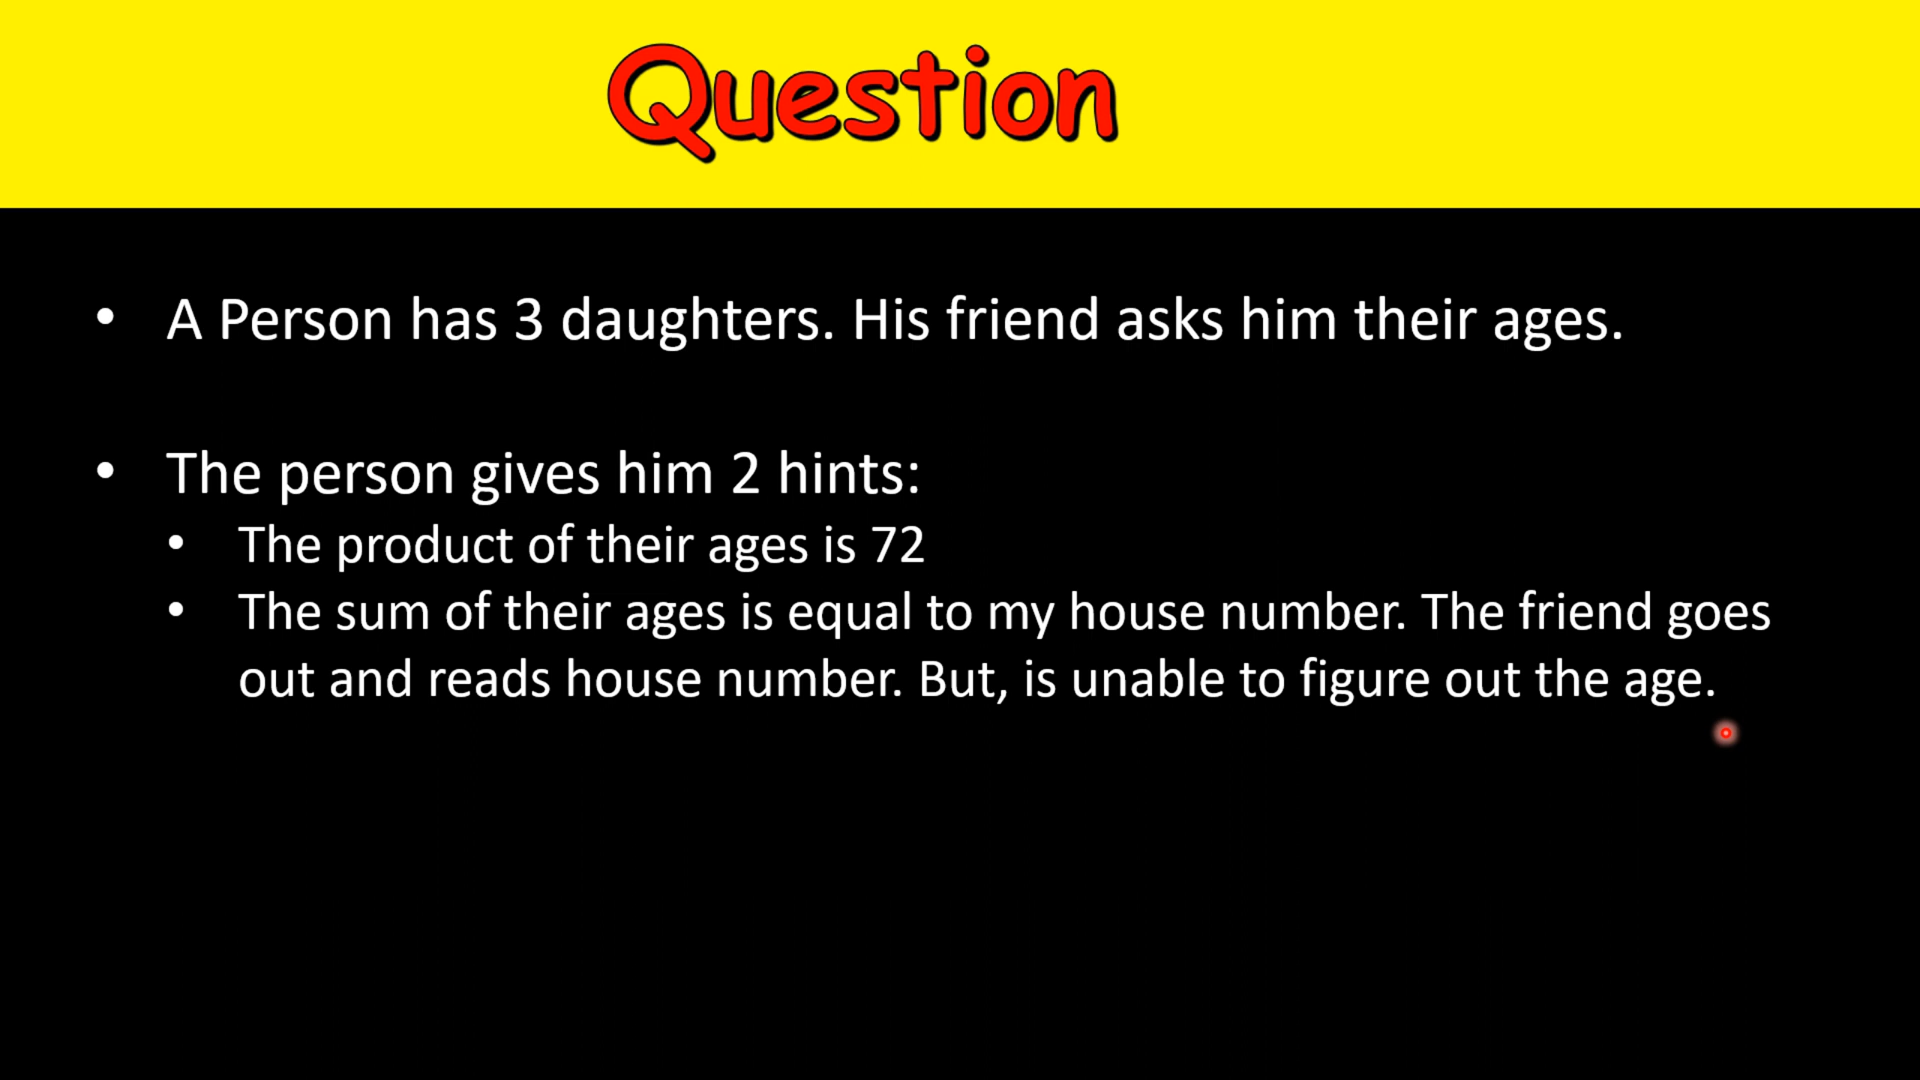 Question
• A Person has 3 daughters. His friend asks him their ages.
• The person gives him 2 hints:
• The product of their ages is 72
• The sum of their ages is equal to my house number. The friend goes
out and reads house number. But, is unable to figure out the age.